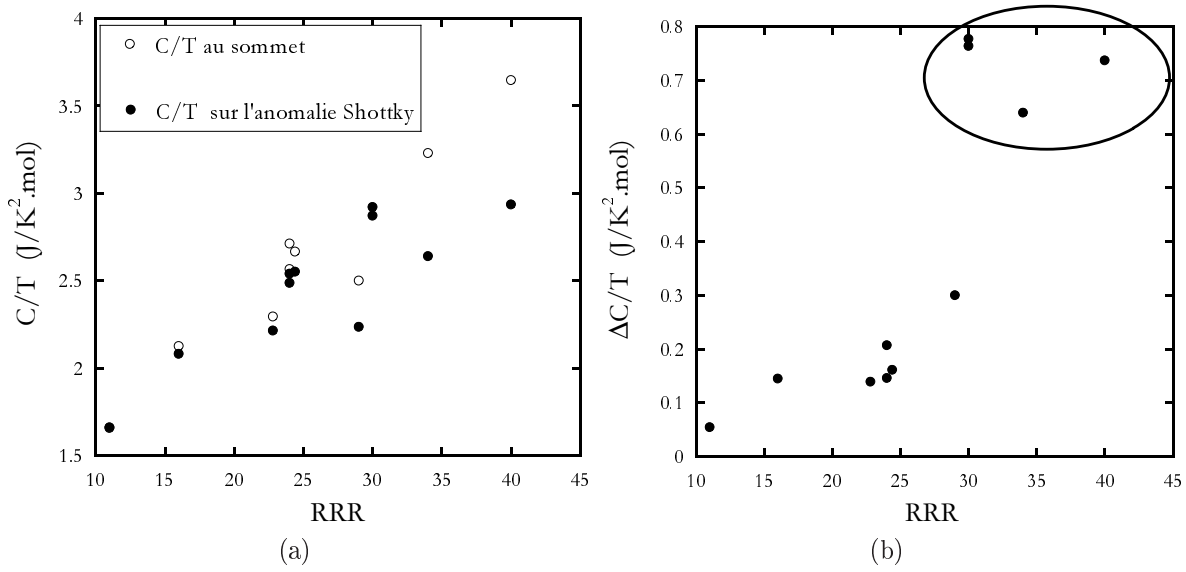 4
3.5
3
2.5
2
1.5
C/T (J/K².mol)
C/T au sommet
C/T sur l'anomalie Shottky
10 15 20 25 30 35 40 45
RRR
(a)
0.8
0.7
0.6
0.5
0.4
0.3
0.2
0.1
0
ΔC/T (J/K².mol)
10 15 20 25 30 35 40 45
RRR
(b)